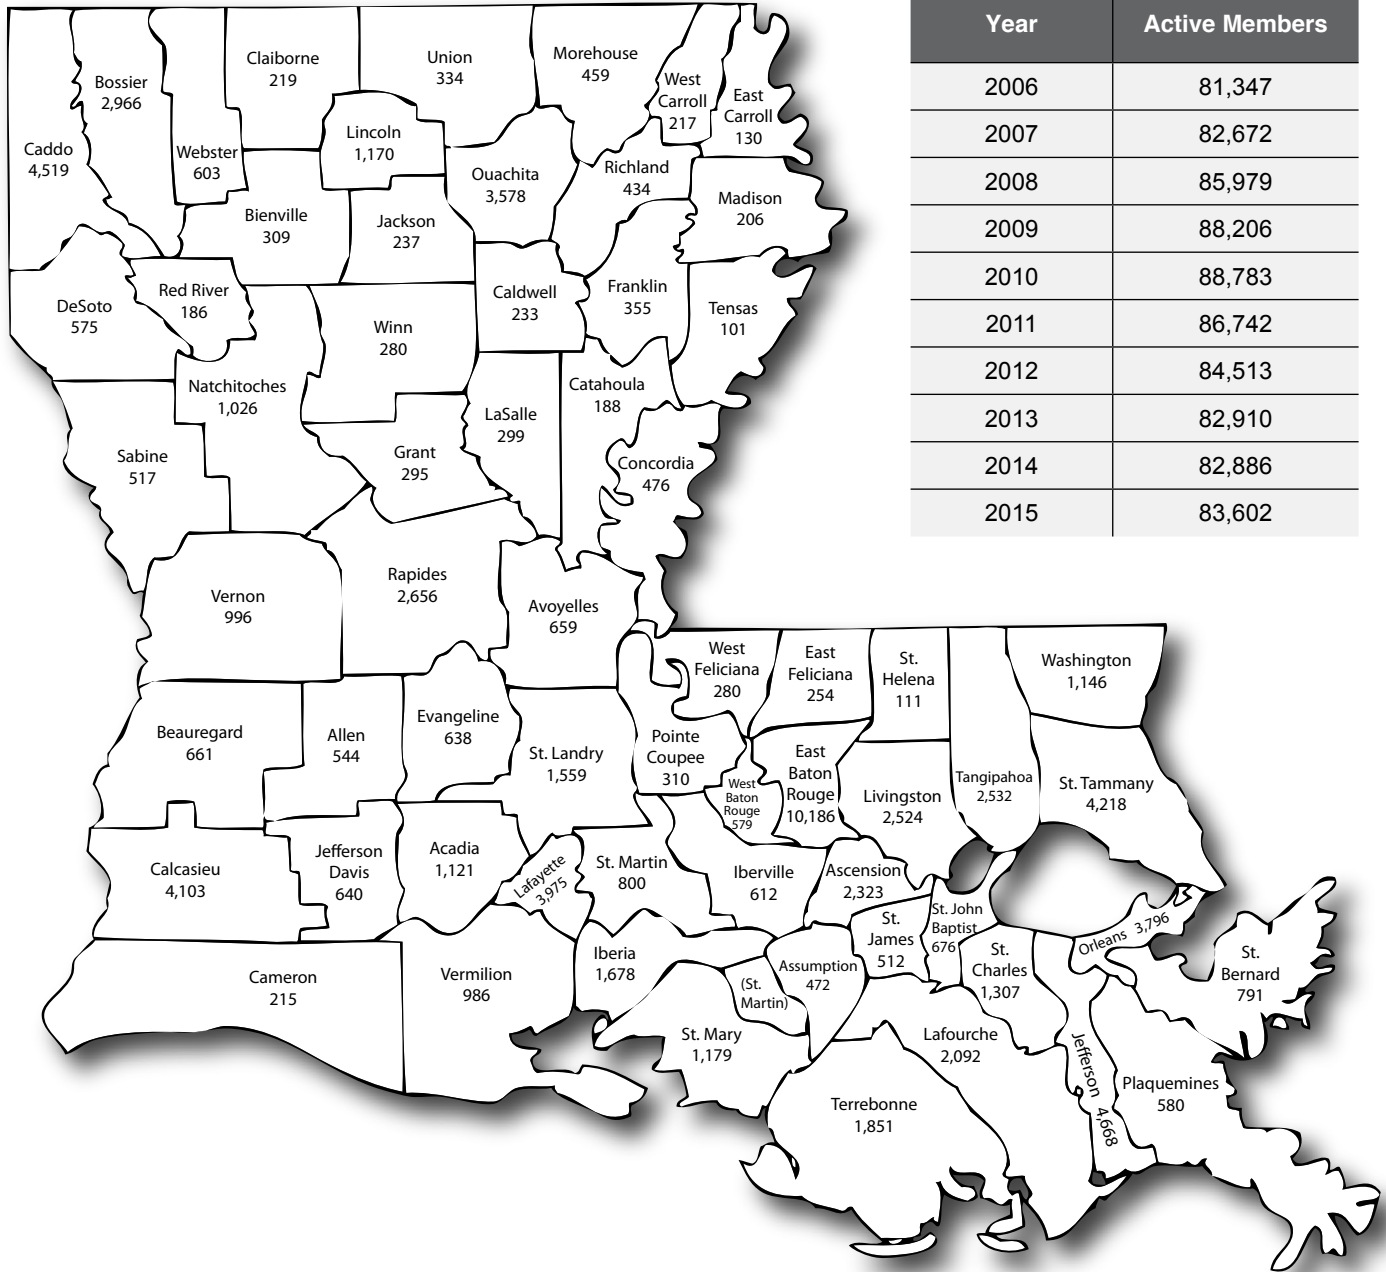 Year Active Members
2006 81,347
2007 82,672
2008 85,979
2009 88,206
2010 88,783
2011 86,742
2012 84,513
2013 82,910
2014 82,886
2015 83,602
Caddo
4,519
Bossier
2,966
Webster
603
Claiborne
219
Union
334
Morehouse
459
West
Carroll
217
East
Carroll
130
Lincoln
1,170
Ouachita
3,578
Richland
434
Madison
206
Bienville
309
Jackson
237
DeSoto
575
Red River
186
Winn
280
Caldwell
233
Franklin
355
Tensas
101
Natchitoches
1,026
LaSalle
299
Catahoula
188
Sabine
517
Grant
295
Concordia
476
Vernon
996
Rapides
2,656
Avoyelles
659
West
Feliciana
280
East
Feliciana
254
St.
Helena
111
Washington
1,146
Beauregard
661
Allen
544
Evangeline
638
St. Landry
1,559
Pointe
Coupee
310
West
Baton
Rouge
579
East
Baton
Rouge
10,186
Livingston
2,524
Tangipahoa
2,532
St. Tammany
4,218
Calcasieu
4,103
Jefferson
Davis
640
Acadia
1,121
Lafayette
3,975
St. Martin
800
Iberville
612
Ascension
2,323
St.
James
512
St. John
Baptist
676
St.
Charles
1,307
Orleans 3,796
St.
Bernard
791
Cameron
215
Vermilion
986
Iberia
1,678
(St.
Martin)
Assumption
472
St. Mary
1,179
Lafourche
2,092
Jefferson 4,668
Plaquemines
580
Terrebonne
1,851